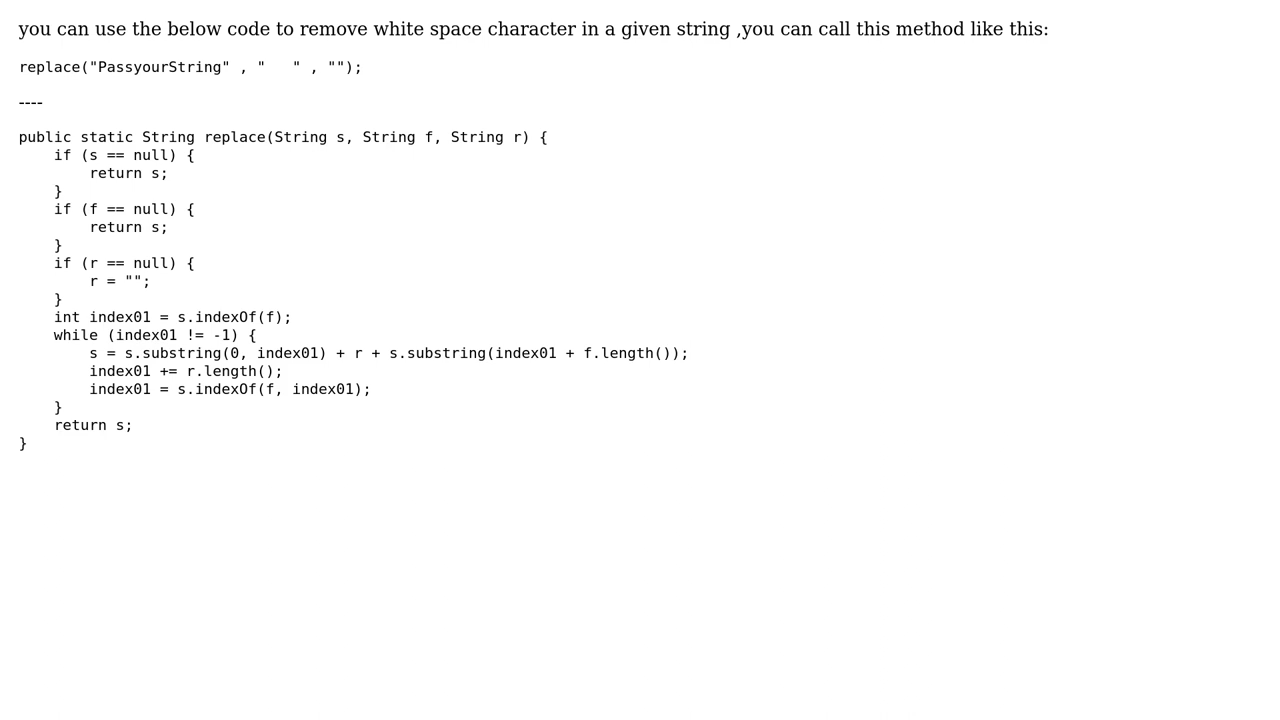 you can use the below code to remove white space character in a given string ,you can call this method like this:
replace("PassyourString" , "   " , "");
----
public static String replace(String s, String f, String r) {
    if (s == null) {
        return s;
    }
    if (f == null) {
        return s;
    }
    if (r == null) {
        r = "";
    }
    int index01 = s.indexOf(f);
    while (index01 != -1) {
        s = s.substring(0, index01) + r + s.substring(index01 + f.length());
        index01 += r.length();
        index01 = s.indexOf(f, index01);
    }
    return s;
}